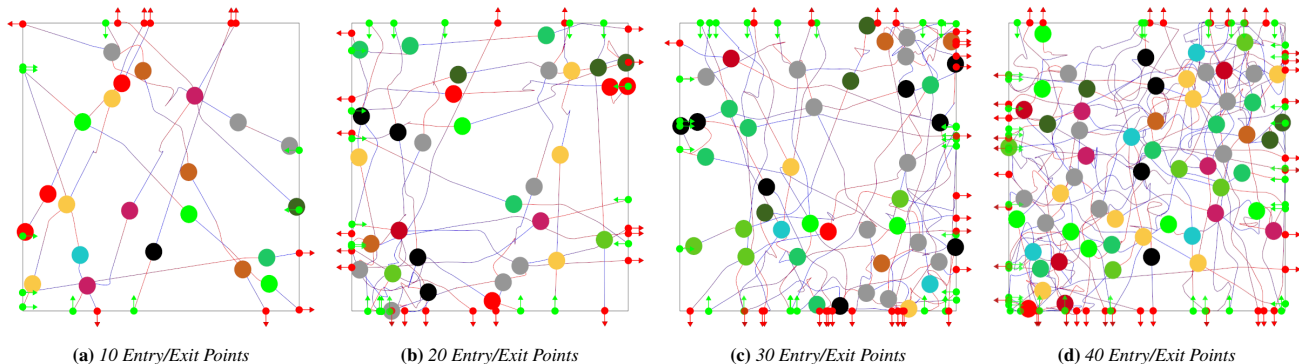 (a) 10 Entry/Exit Points
(b) 20 Entry/Exit Points
(c) 30 Entry/Exit Points
(d) 40 Entry/Exit Points